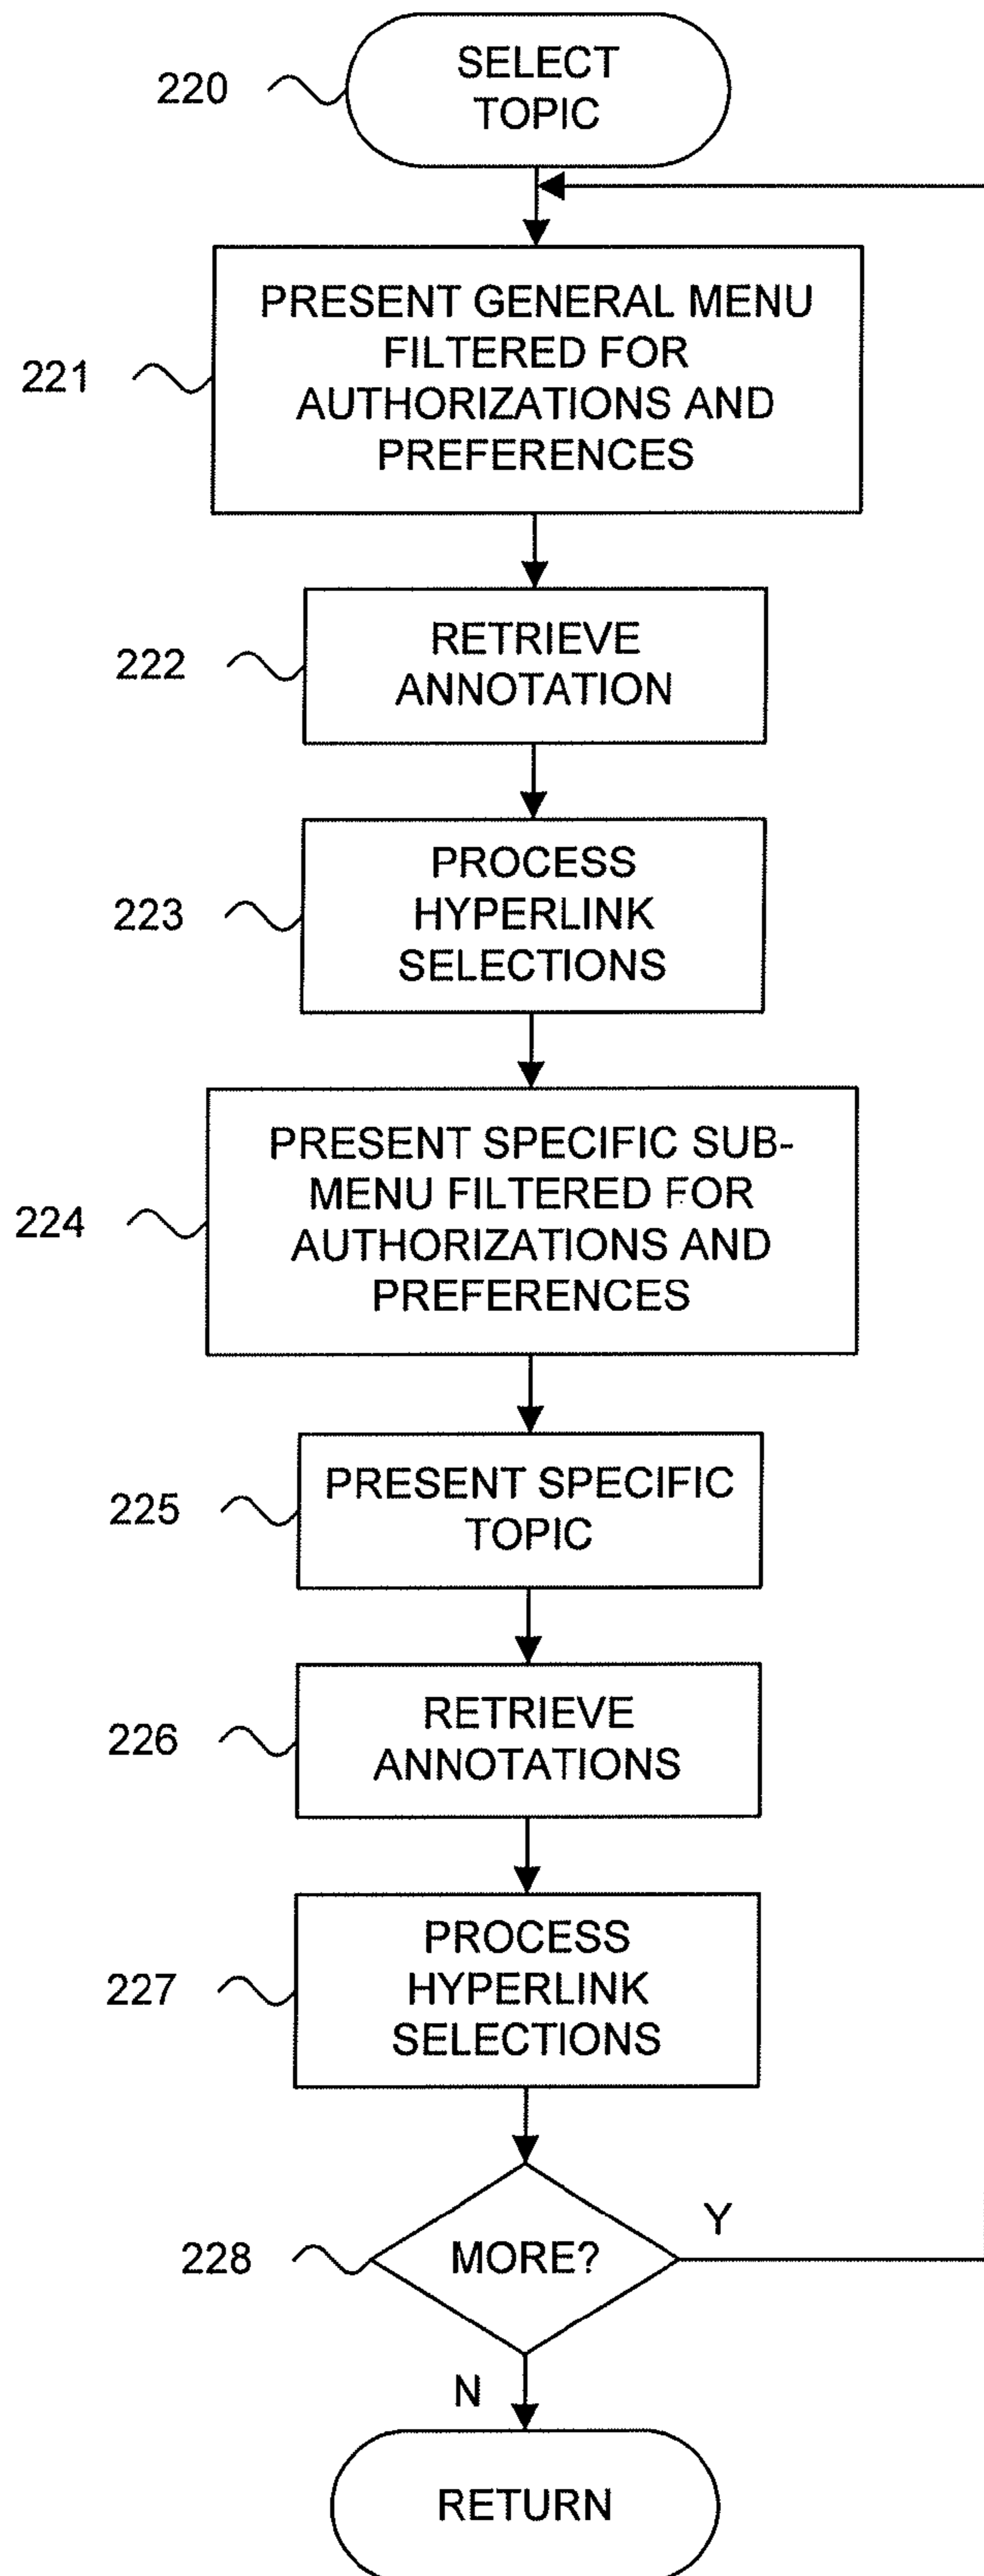 220
SELECT
TOPIC
221
PRESENT GENERAL MENU
FILTERED FOR
AUTHORIZATIONS AND
PREFERENCES
222
RETRIEVE
ANNOTATION
223
PROCESS
HYPERLINK
SELECTIONS
224
PRESENT SPECIFIC SUB-
MENU FILTERED FOR
AUTHORIZATIONS AND
PREFERENCES
225
PRESENT SPECIFIC
TOPIC
226
RETRIEVE
ANNOTATIONS
227
PROCESS
HYPERLINK
SELECTIONS
228
MORE?
Y
N
RETURN